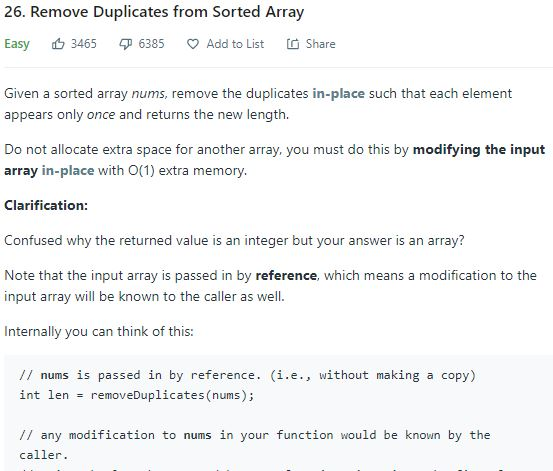 26. Remove Duplicates from Sorted Array
Easy 3465 6385 Add to List Share
Given a sorted array nums, remove the duplicates in-place such that each element
appears only once and returns the new length.
Do not allocate extra space for another array, you must do this by modifying the input
array in-place with O(1) extra memory.
Clarification:
Confused why the returned value is an integer but your answer is an array?
Note that the input array is passed in by reference, which means a modification to the
input array will be known to the caller as well.
Internally you can think of this:
// nums is passed in by reference. (i.e., without making a copy)
int len = removeDuplicates(nums);
// any modification to nums in your function would be known by the
caller.